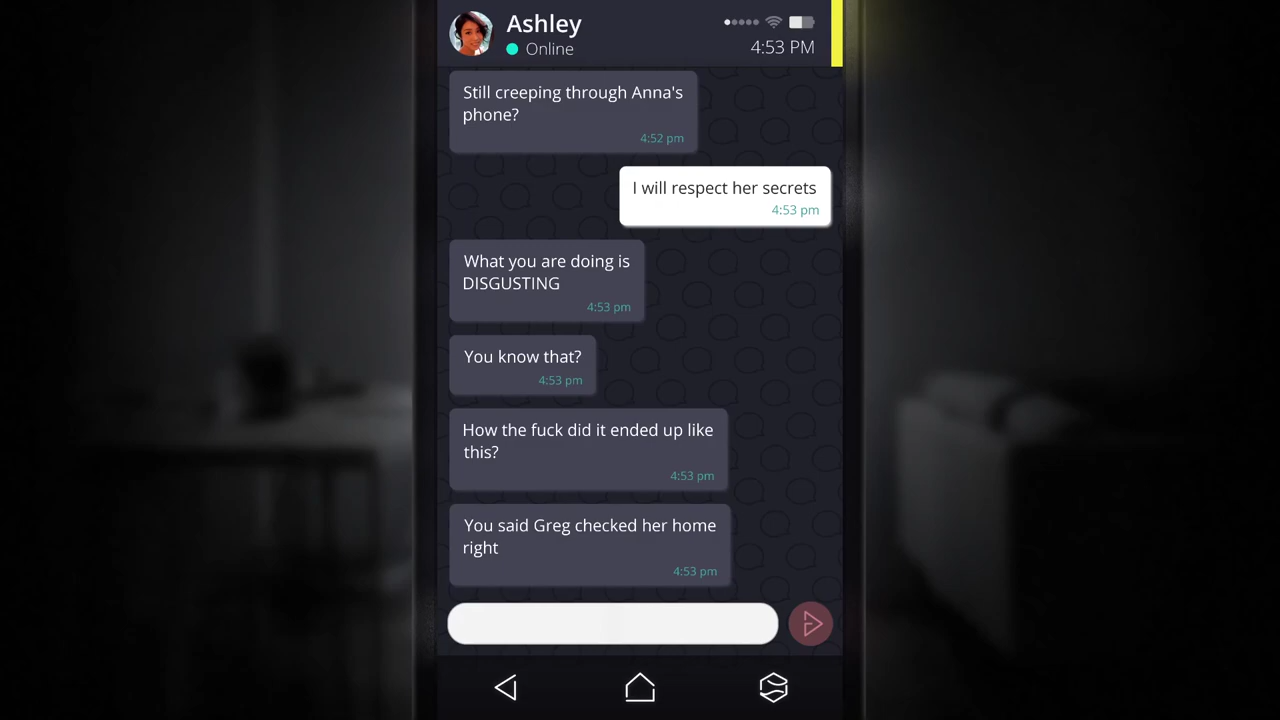 Ashley
Online
4:53 PM
Still creeping through Anna's
phone?
4:52 pm
I will respect her secrets
4:53 pm
What you are doing is
DISGUSTING
4:53 pm
You know that?
4:53 pm
How the fuck did it ended up like
this?
4:53 pm
You said Greg checked her home
right
4:53 pm